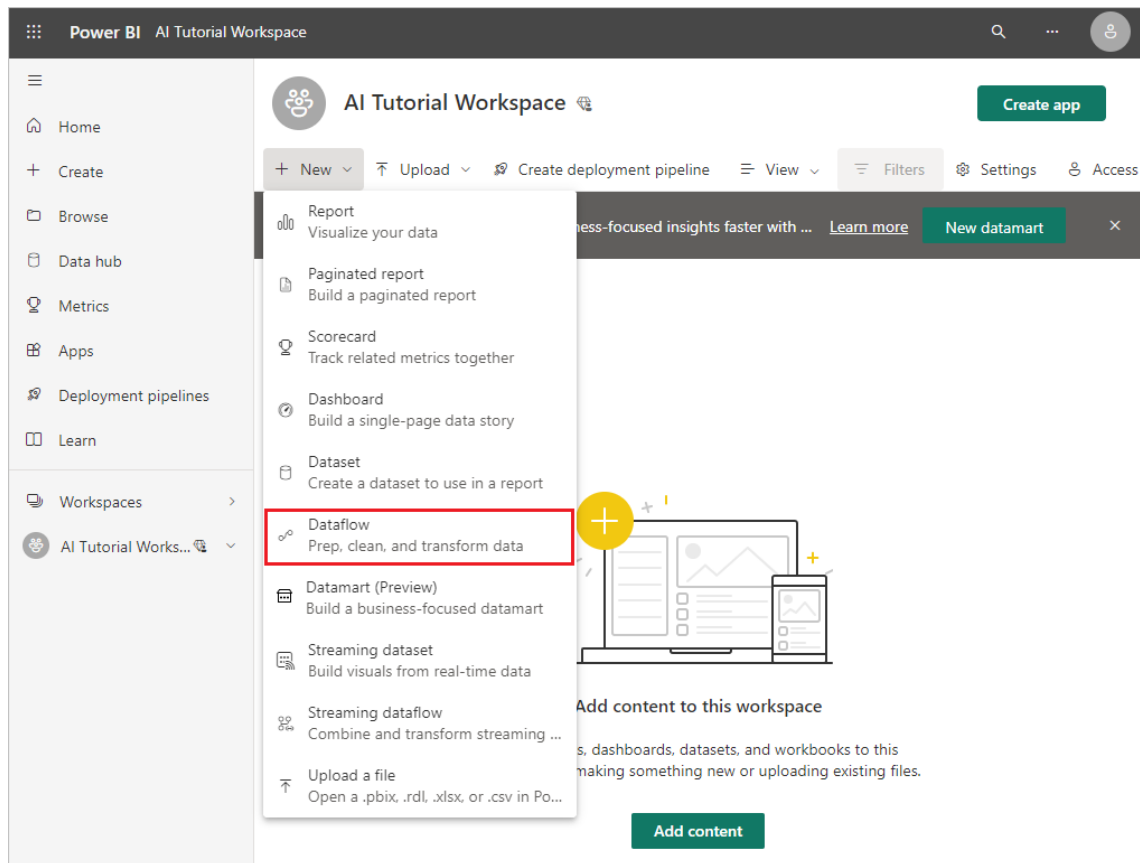 Power BI AI Tutorial Workspace
AI Tutorial Workspace
Create app
Home
Create
Browse
Data hub
Metrics
Apps
Deployment pipelines
Learn
Workspaces
AI Tutorial Works...
New
Upload
Create deployment pipeline
View
Filters
Settings
Access
Report
Visualize your data
Paginated report
Build a paginated report
Scorecard
Track related metrics together
Dashboard
Build a single-page data story
Dataset
Create a dataset to use in a report
Dataflow
Prep, clean, and transform data
Datamart (Preview)
Build a business-focused datamart
Streaming dataset
Build visuals from real-time data
Streaming dataflow
Combine and transform streaming ...
Upload a file
Open a .pbix, .rdl, .xlsx, or .csv in Po...
ness-focused insights faster with ... Learn more New datamart
Add content to this workspace
s, dashboards, datasets, and workbooks to this
making something new or uploading existing files.
Add content